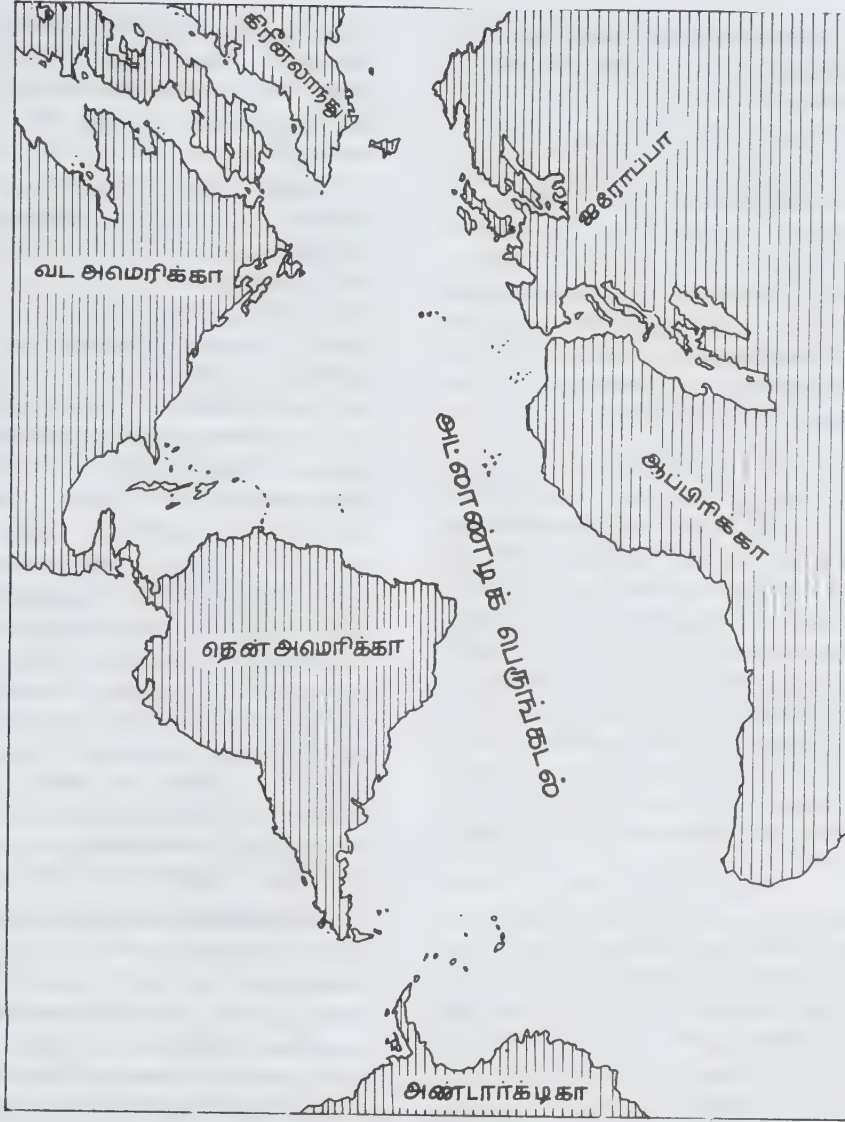 கிரீன்லாந்து
ஐரோப்பா
வட அமெரிக்கா
அட்லாண்டிக் பெருங்கடல்
ஆப்பிரிக்கா
தென் அமெரிக்கா
அண்டார்க்டிகா